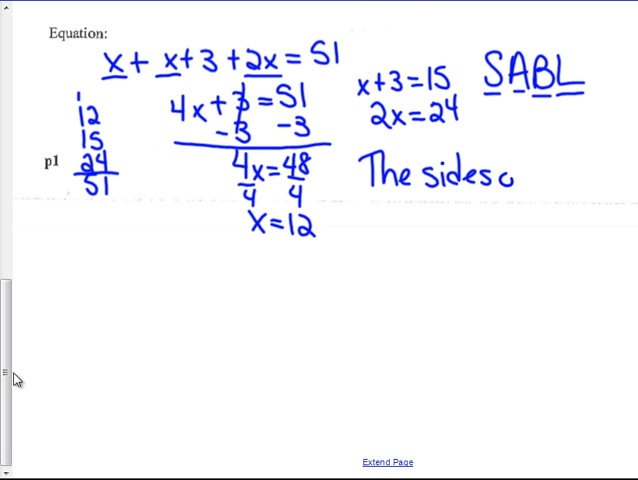 Equation:
x + x + 3 + 2x = 51
4x + 3 = 51
- 3 - 3
4x = 48
4 4
x = 12
1
12
15
24
51
p1
x + 3 = 15
2x = 24
SABL
The sides o
Extend Page